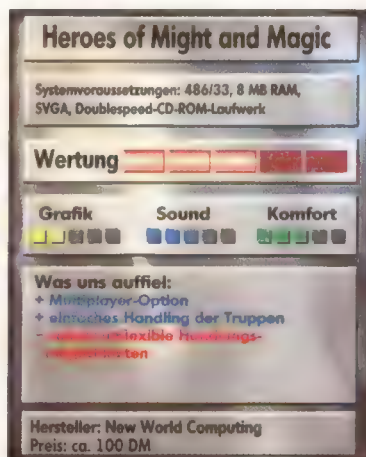 Heroes of Might and Magic
Systemvoraussetzungen: 486/33, 8 MB RAM,
SVGA, Doublespeed-CD-ROM-Laufwerk
Wertung
Grafik Sound Komfort
Was uns auffiel:
+ Multiplayer-Option
+ einfaches Handling der Truppen
-
Hersteller: New World Computing
Preis: ca. 100 DM